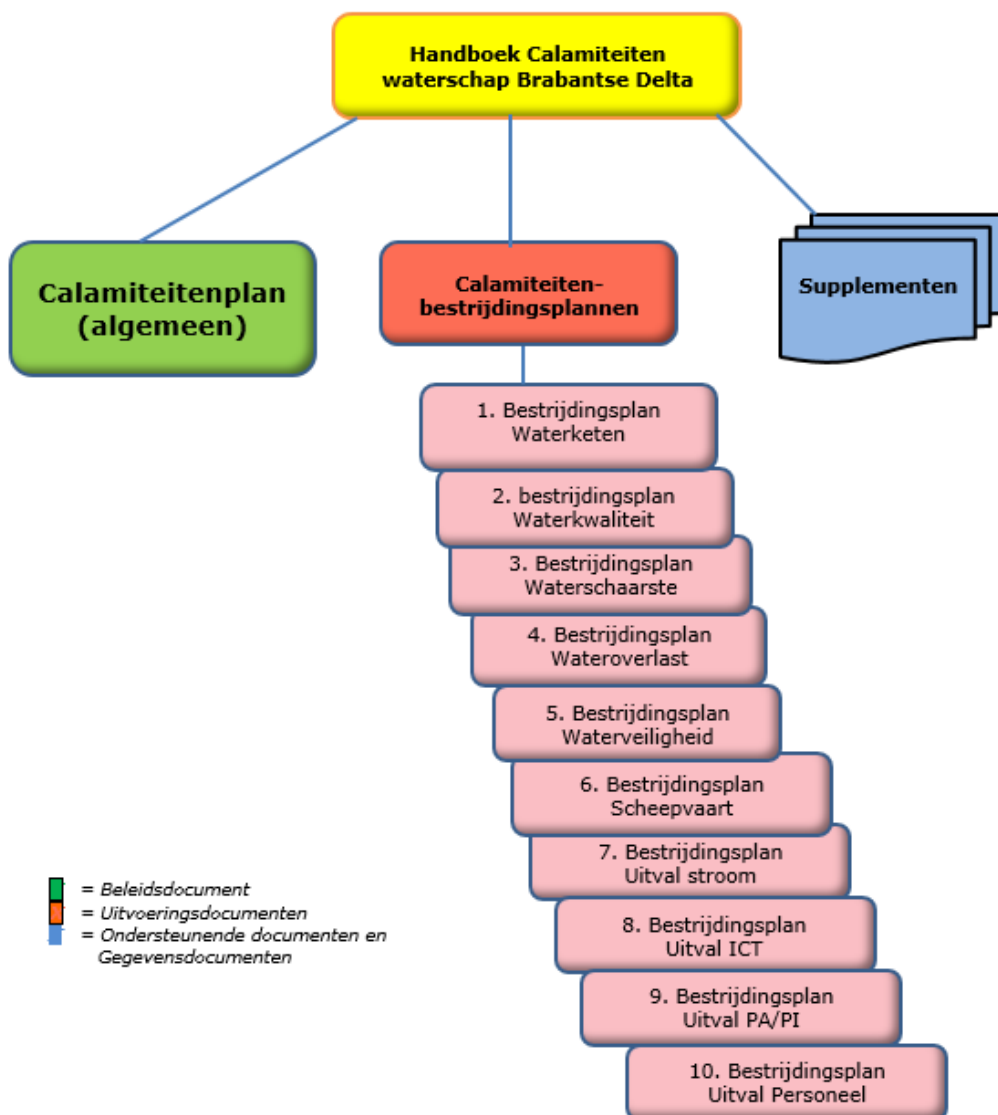 Handboek Calamiteiten
waterschap Brabantse Delta
Calamiteitenplan
(algemeen)
Calamiteiten-
bestrijdingsplannen
Supplementen
1. Bestrijdingsplan
Waterketen
2. bestrijdingsplan
Waterkwaliteit
3. Bestrijdingsplan
Waterschaarste
4. Bestrijdingsplan
Wateroverlast
5. Bestrijdingsplan
Waterveiligheid
6. Bestrijdingsplan
Scheepvaart
7. Bestrijdingsplan
Uitval stroom
8. Bestrijdingsplan
Uitval ICT
9. Bestrijdingsplan
Uitval PA/PI
10. Bestrijdingsplan
Uitval Personeel
= Beleidsdocument
= Uitvoeringsdocumenten
= Ondersteunende documenten en
Gegevensdocumenten